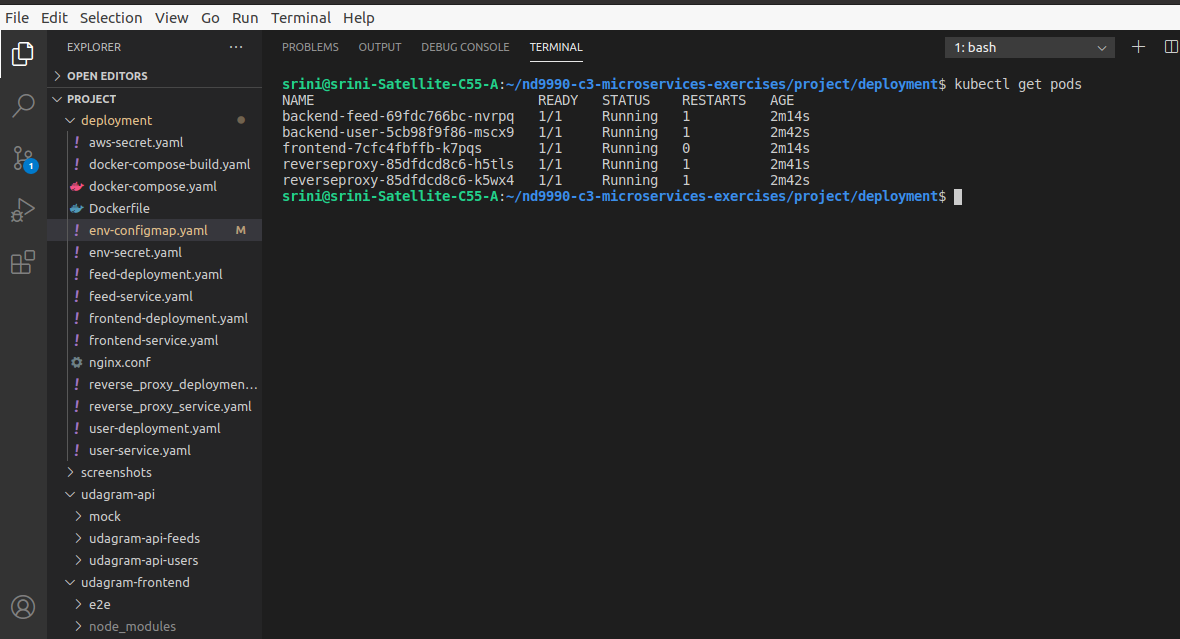 File Edit Selection View Go Run Terminal Help
EXPLORER ...
OPEN EDITORS
PROJECT
deployment
! aws-secret.yaml
! docker-compose-build.yaml
docker-compose.yaml
Dockerfile
! env-configmap.yaml M
! env-secret.yaml
! feed-deployment.yaml
! feed-service.yaml
! frontend-deployment.yaml
! frontend-service.yaml
nginx.conf
! reverse_proxy_deploymen...
! reverse_proxy_service.yaml
! user-deployment.yaml
! user-service.yaml
screenshots
udagram-api
mock
udagram-api-feeds
udagram-api-users
udagram-frontend
e2e
node_modules
1
PROBLEMS OUTPUT DEBUG CONSOLE TERMINAL 1: bash
srini@srini-Satellite-C55-A:~/nd9990-c3-microservices-exercises/project/deployment$ kubectl get pods
NAME READY STATUS RESTARTS AGE
backend-feed-69fdc766bc-nvrpq 1/1 Running 1 2m14s
backend-user-5cb98f9f86-mscx9 1/1 Running 1 2m42s
frontend-7cfc4fbffb-k7pqs 1/1 Running 0 2m14s
reverseproxy-85dfdcd8c6-h5tls 1/1 Running 1 2m41s
reverseproxy-85dfdcd8c6-k5wx4 1/1 Running 1 2m42s
srini@srini-Satellite-C55-A:~/nd9990-c3-microservices-exercises/project/deployment$